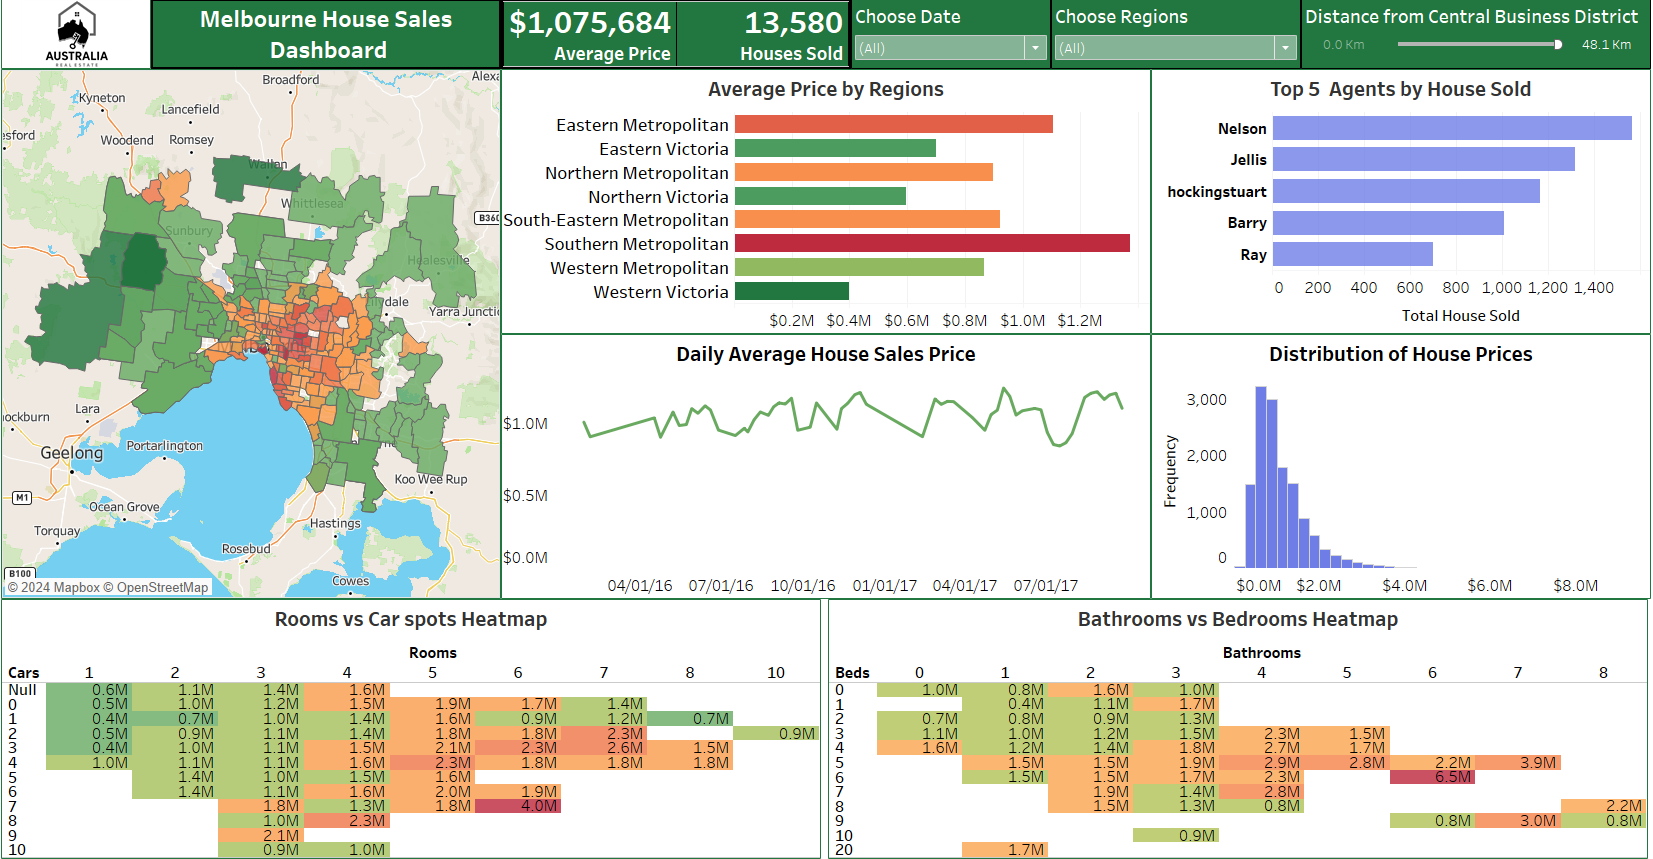 AUSTRALIA
REAL ESTATE
Melbourne House Sales
Dashboard
$1,075,684
Average Price
13,580
Houses Sold
Choose Date
(All)
Choose Regions
(All)
Distance from Central Business District
0.0 Km
48.1 Km
Broadford
Alexa
Kyneton
Lancefield
esford
Woodend
Romsey
Wallan
Whittlesea
B360
Sunbury
Healesville
dale
Yarra Juncti
Lara
ockburn
Portarlington
Geelong
Koo Wee Rup
M1
Ocean Grove
Hastings
Torquay
Rosebud
B100
Cowes
© 2024 Mapbox © OpenStreetMap
Average Price by Regions
Eastern Metropolitan
Eastern Victoria
Northern Metropolitan
Northern Victoria
South-Eastern Metropolitan
Southern Metropolitan
Western Metropolitan
Western Victoria
$0.2M $0.4M $0.6M $0.8M $1.0M $1.2M
Top 5 Agents by House Sold
Nelson
Jellis
hockingstuart
Barry
Ray
0 200 400 600 800 1,000 1,200 1,400
Total House Sold
Daily Average House Sales Price
$1.0M
$0.5M
$0.0M
04/01/16 07/01/16 10/01/16 01/01/17 04/01/17 07/01/17
Distribution of House Prices
Frequency
3,000
2,000
1,000
0
$0.0M $2.0M $4.0M $6.0M $8.0M
Rooms vs Car spots Heatmap
Rooms
Cars 1 2 3 4 5 6 7 8 10
Null 0.6M 1.1M 1.4M 1.6M
0 0.5M 1.0M 1.2M 1.5M 1.9M 1.7M 1.4M
1 0.4M 0.7M 1.0M 1.4M 1.6M 0.9M 1.2M 0.7M
2 0.5M 0.9M 1.1M 1.4M 1.8M 1.8M 2.3M 0.9M
3 0.4M 1.0M 1.1M 1.5M 2.1M 2.3M 2.6M 1.5M
4 1.0M 1.1M 1.1M 1.6M 2.3M 1.8M 1.8M 1.8M
5 1.4M 1.0M 1.5M 1.6M
6 1.4M 1.1M 1.6M 2.0M 1.9M
7 1.8M 1.3M 1.8M 4.0M
8 1.0M 2.3M
9 2.1M
10 0.9M 1.0M
Bathrooms vs Bedrooms Heatmap
Bathrooms
Beds 0 1 2 3 4 5 6 7 8
0 1.0M 0.8M 1.6M 1.0M
1 0.4M 1.1M 1.7M
2 0.7M 0.8M 0.9M 1.3M
3 1.1M 1.0M 1.2M 1.5M 2.3M 1.5M
4 1.6M 1.2M 1.4M 1.8M 2.7M 1.7M
5 1.5M 1.5M 1.9M 2.9M 2.8M 2.2M 3.9M
6 1.5M 1.5M 1.7M 2.3M 6.5M
7 1.9M 1.4M 2.8M
8 1.5M 1.3M 0.8M 2.2M
9 0.8M 3.0M 0.8M
10 0.9M
20 1.7M